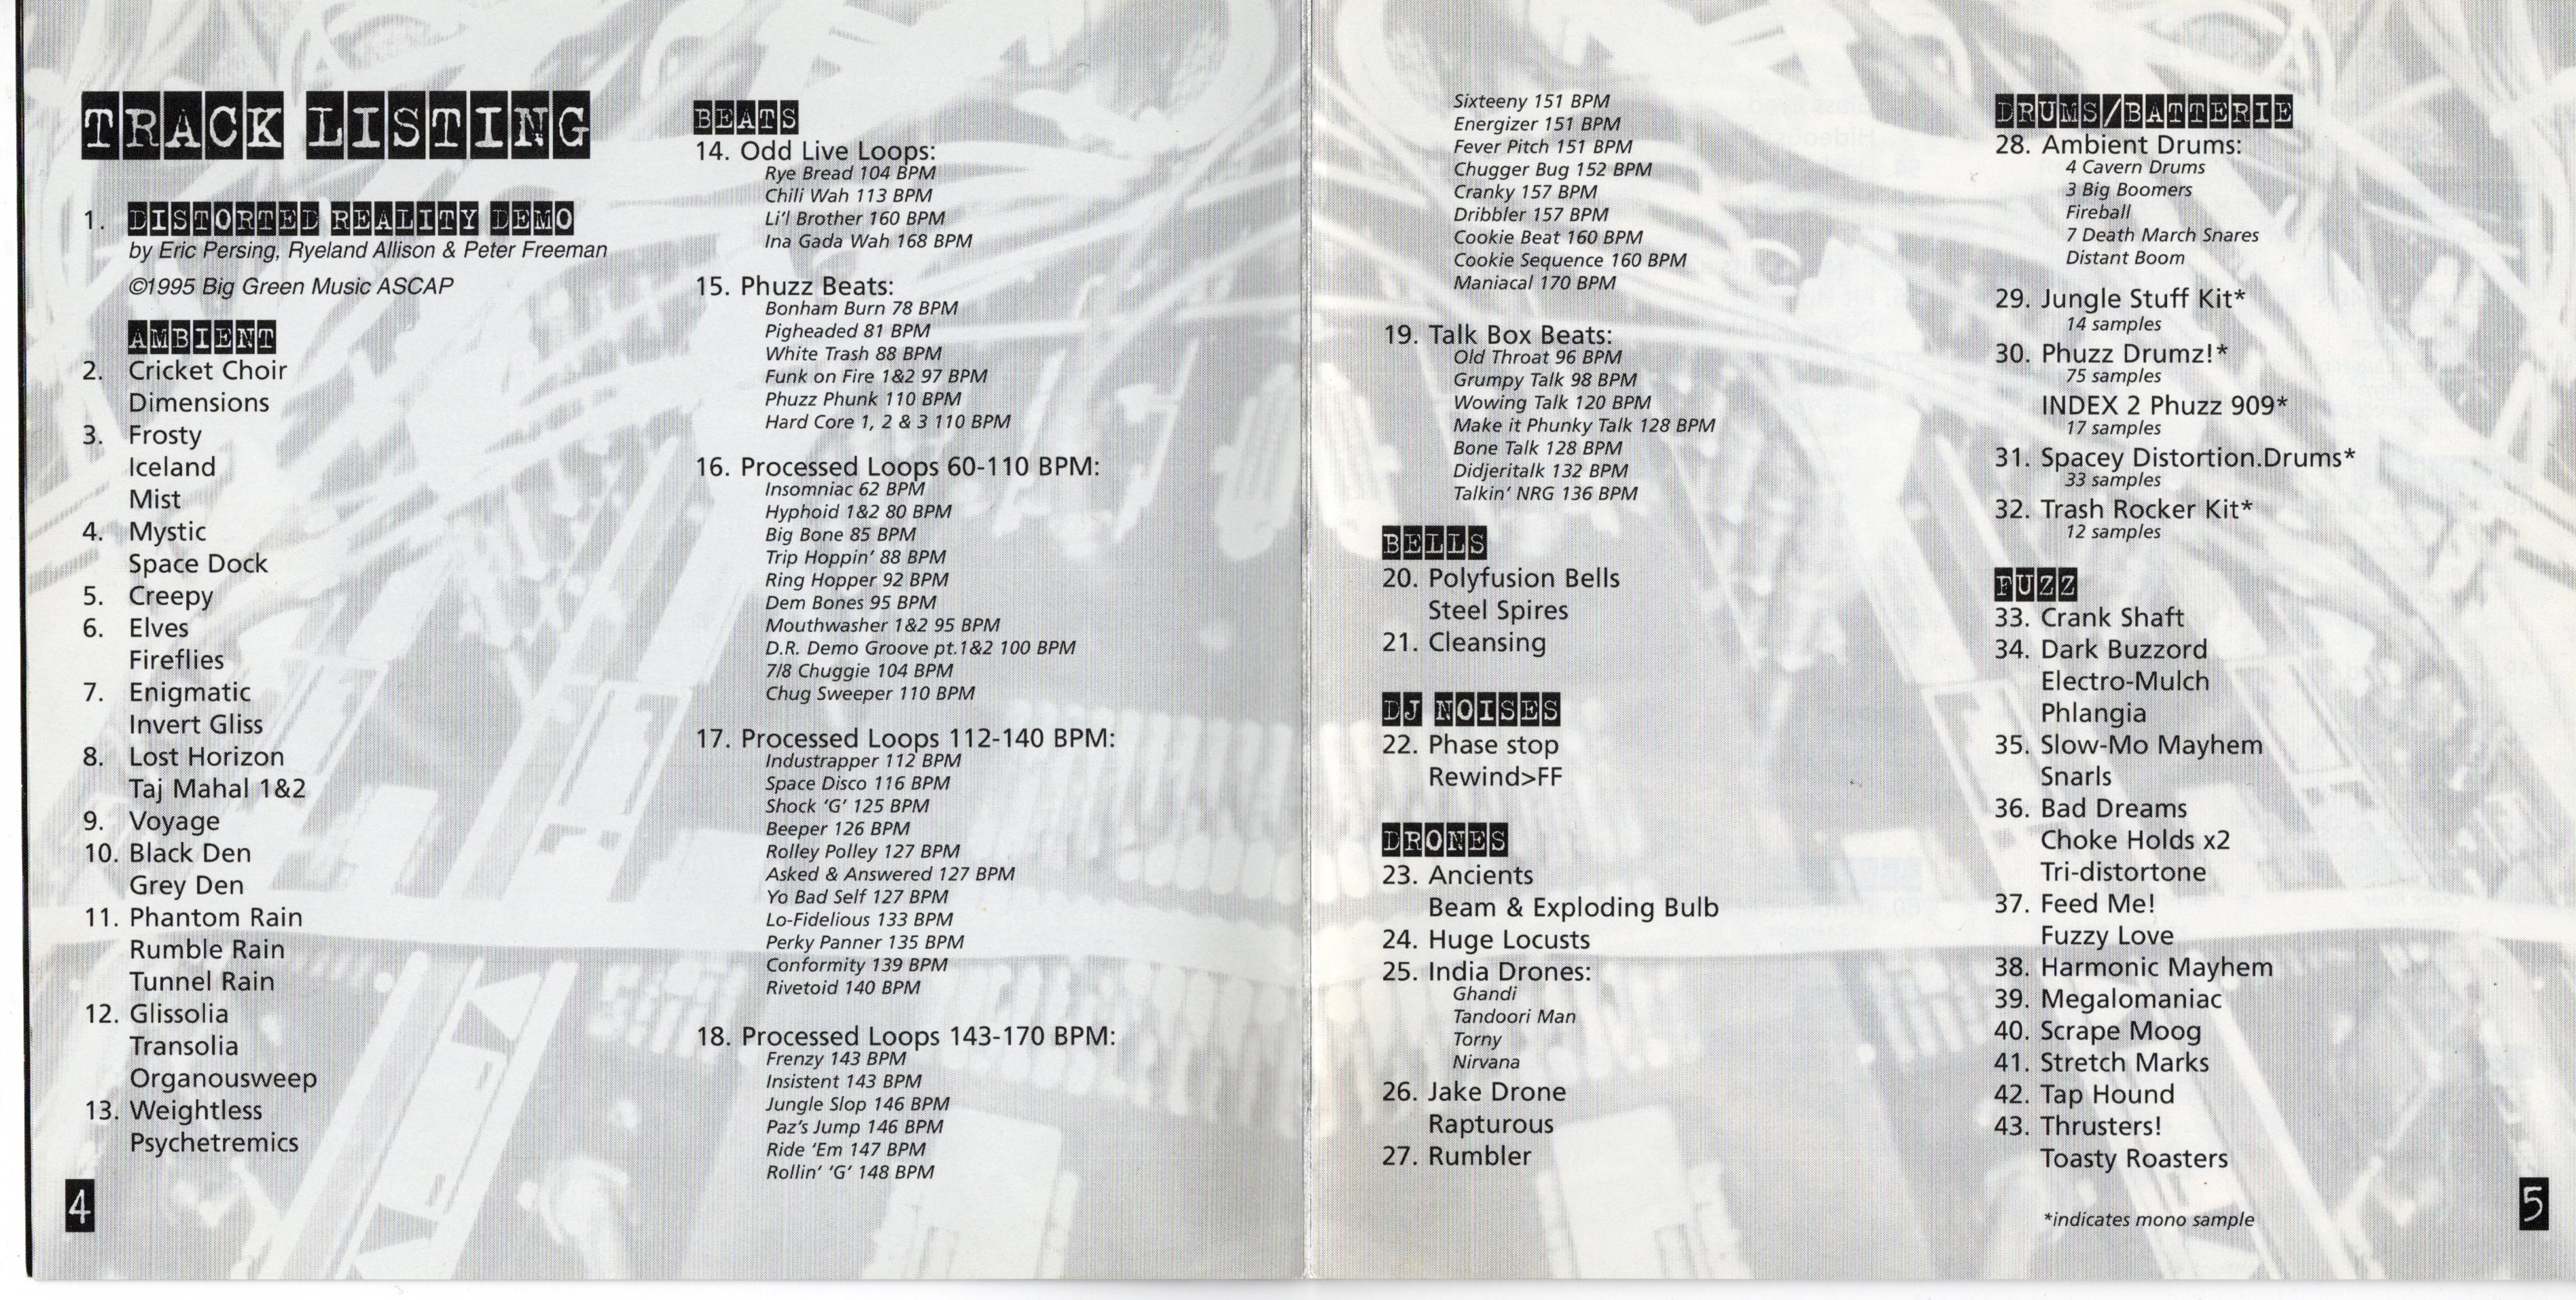 TRACK LISTING
1. DISTORTED REALITY DEMO
by Eric Persing, Ryeland Allison & Peter Freeman
©1995 Big Green Music ASCAP
AMBIENT
2. Cricket Choir
Dimensions
3. Frosty
Iceland
Mist
4. Mystic
Space Dock
5. Creepy
6. Elves
Fireflies
7. Enigmatic
Invert Gliss
8. Lost Horizon
Taj Mahal 1&2
9. Voyage
10. Black Den
Grey Den
11. Phantom Rain
Rumble Rain
Tunnel Rain
12. Glissolia
Transolia
Organousweep
13. Weightless
Psychetremics
4
BEATS
14. Odd Live Loops:
Rye Bread 104 BPM
Chili Wah 113 BPM
Li'l Brother 160 BPM
Ina Gada Wah 168 BPM
15. Phuzz Beats:
Bonham Burn 78 BPM
Pigheaded 81 BPM
White Trash 88 BPM
Funk on Fire 1&2 97 BPM
Phuzz Phunk 110 BPM
Hard Core 1, 2 & 3 110 BPM
16. Processed Loops 60-110 BPM:
Insomniac 62 BPM
Hyphoid 1&2 80 BPM
Big Bone 85 BPM
Trip Hoppin' 88 BPM
Ring Hopper 92 BPM
Dem Bones 95 BPM
Mouthwasher 1&2 95 BPM
D.R. Demo Groove pt.1&2 100 BPM
7/8 Chuggie 104 BPM
Chug Sweeper 110 BPM
17. Processed Loops 112-140 BPM:
Industrapper 112 BPM
Space Disco 116 BPM
Shock 'G' 125 BPM
Beeper 126 BPM
Rolley Polley 127 BPM
Asked & Answered 127 BPM
Yo Bad Self 127 BPM
Lo-Fidelious 133 BPM
Perky Panner 135 BPM
Conformity 139 BPM
Rivetoid 140 BPM
18. Processed Loops 143-170 BPM:
Frenzy 143 BPM
Insistent 143 BPM
Jungle Slop 146 BPM
Paz's Jump 146 BPM
Ride 'Em 147 BPM
Rollin' 'G' 148 BPM
Sixteeny 151 BPM
Energizer 151 BPM
Fever Pitch 151 BPM
Chugger Bug 152 BPM
Cranky 157 BPM
Dribbler 157 BPM
Cookie Beat 160 BPM
Cookie Sequence 160 BPM
Maniacal 170 BPM
19. Talk Box Beats:
Old Throat 96 BPM
Grumpy Talk 98 BPM
Wowing Talk 120 BPM
Make it Phunky Talk 128 BPM
Bone Talk 128 BPM
Didjeritalk 132 BPM
Talkin' NRG 136 BPM
BELLS
20. Polyfusion Bells
Steel Spires
21. Cleansing
DJ NOISES
22. Phase stop
Rewind>FF
DRONES
23. Ancients
Beam & Exploding Bulb
24. Huge Locusts
25. India Drones:
Ghandi
Tandoori Man
Torny
Nirvana
26. Jake Drone
Rapturous
27. Rumbler
DRUMS/BATTERIE
28. Ambient Drums:
4 Cavern Drums
3 Big Boomers
Fireball
7 Death March Snares
Distant Boom
29. Jungle Stuff Kit*
14 samples
30. Phuzz Drumz!*
75 samples
INDEX 2 Phuzz 909*
17 samples
31. Spacey Distortion.Drums*
33 samples
32. Trash Rocker Kit*
12 samples
FUZZ
33. Crank Shaft
34. Dark Buzzord
Electro-Mulch
Phlangia
35. Slow-Mo Mayhem
Snarls
36. Bad Dreams
Choke Holds x2
Tri-distortone
37. Feed Me!
Fuzzy Love
38. Harmonic Mayhem
39. Megalomaniac
40. Scrape Moog
41. Stretch Marks
42. Tap Hound
43. Thrusters!
Toasty Roasters
*indicates mono sample
5